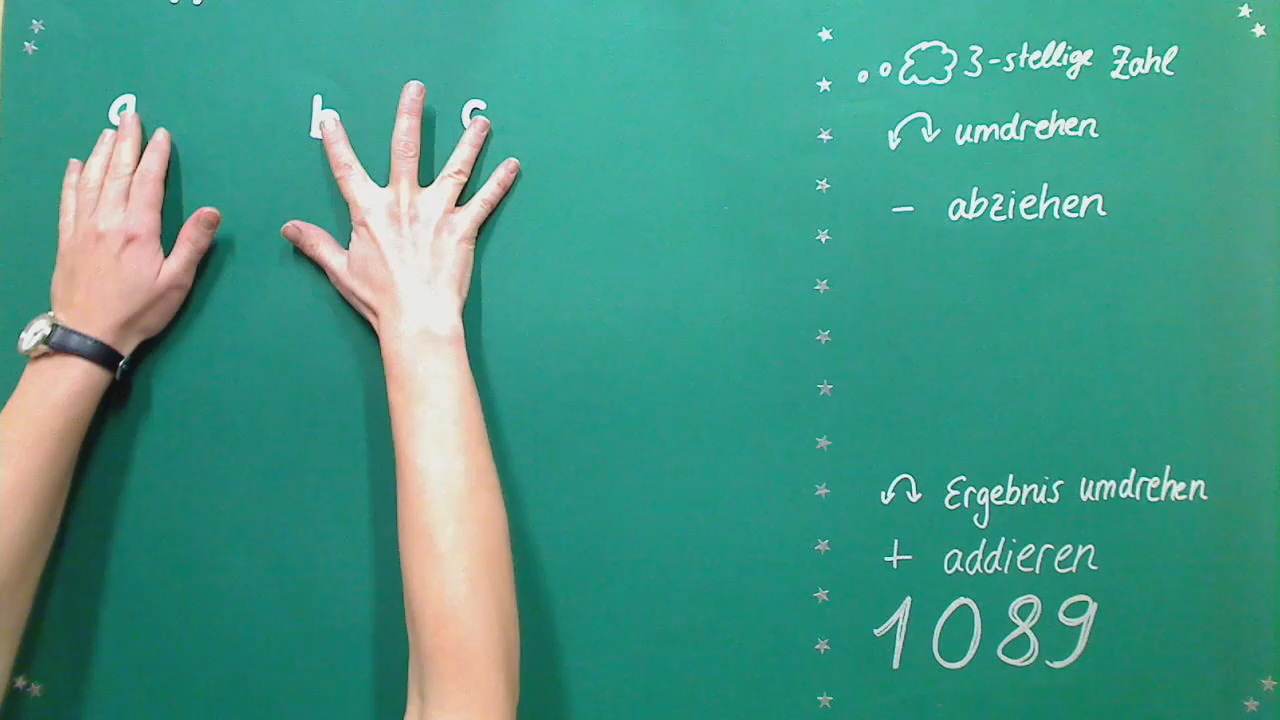 a b c
3-stellige Zahl
umdrehen
- abziehen
Ergebnis umdrehen
+ addieren
1089